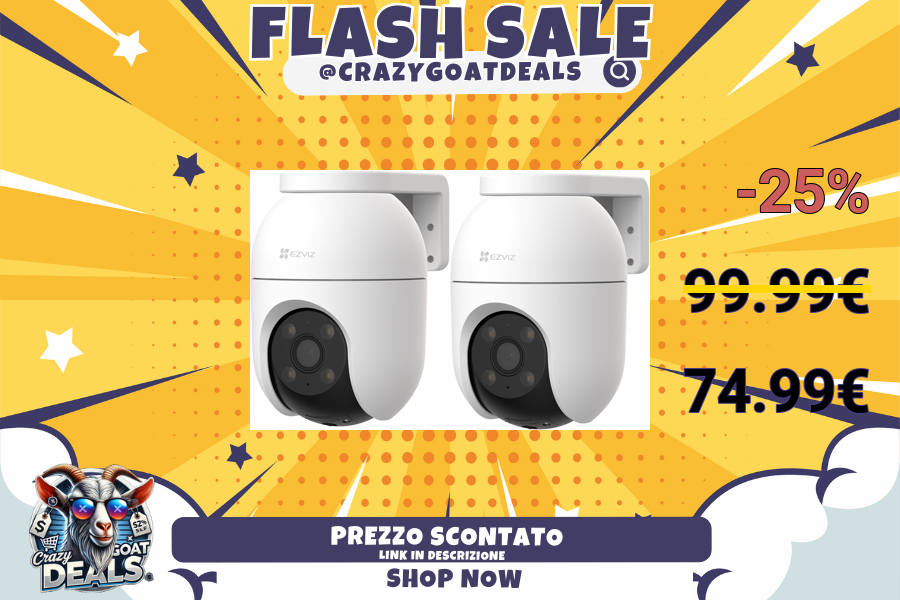 FLASH SALE
@CRAZYGOATDEALS
-25%
99.99€
74.99€
EZVIZ
EZVIZ
PREZZO SCONTATO
LINK IN DESCRIZIONE
SHOP NOW
$
52%
Crazy
GOAT
DEALS